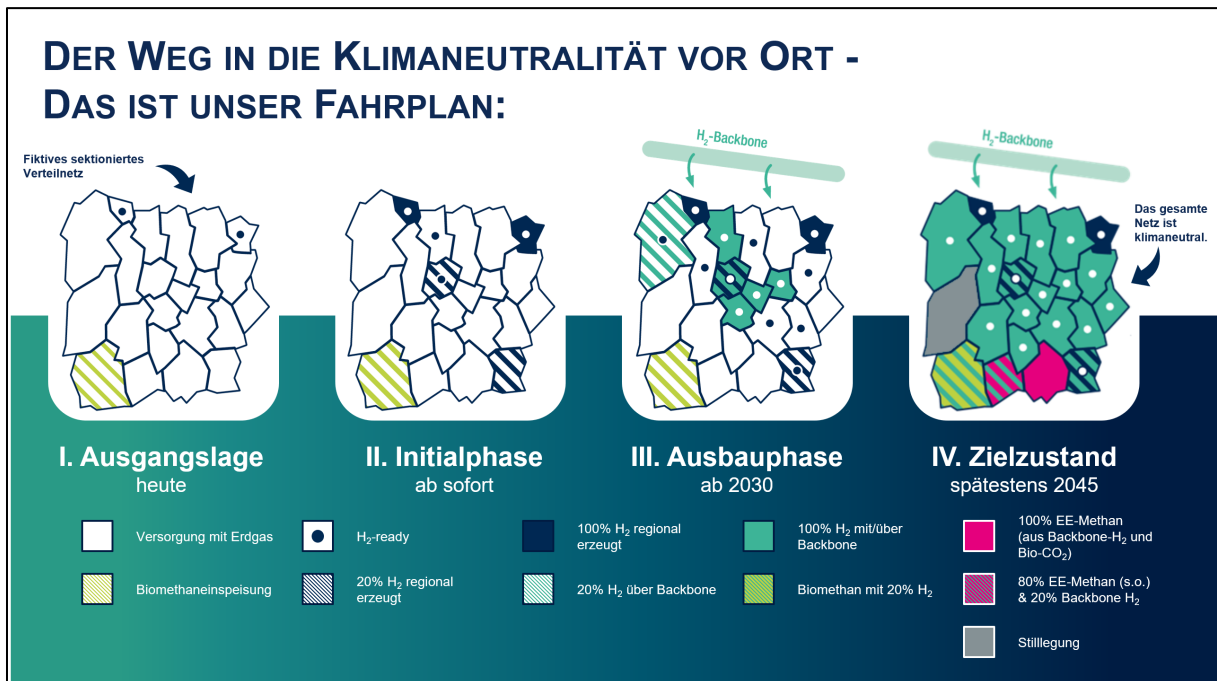 DER WEG IN DIE KLIMANEUTRALITÄT VOR ORT -
DAS IST UNSER FAHRPLAN:
Fiktives sektioniertes
Verteilnetz
H₂-Backbone
H₂-Backbone
Das gesamte
Netz ist
klimaneutral.
I. Ausgangslage
heute
II. Initialphase
ab sofort
III. Ausbauphase
ab 2030
IV. Zielzustand
spätestens 2045
Versorgung mit Erdgas
H₂-ready
100% H₂ regional
erzeugt
100% H₂ mit/über
Backbone
100% EE-Methan
(aus Backbone-H₂ und
Bio-CO₂)
Biomethaneinspeisung
20% H₂ regional
erzeugt
20% H₂ über Backbone
Biomethan mit 20% H₂
80% EE-Methan (s.o.)
& 20% Backbone H₂
Stilllegung